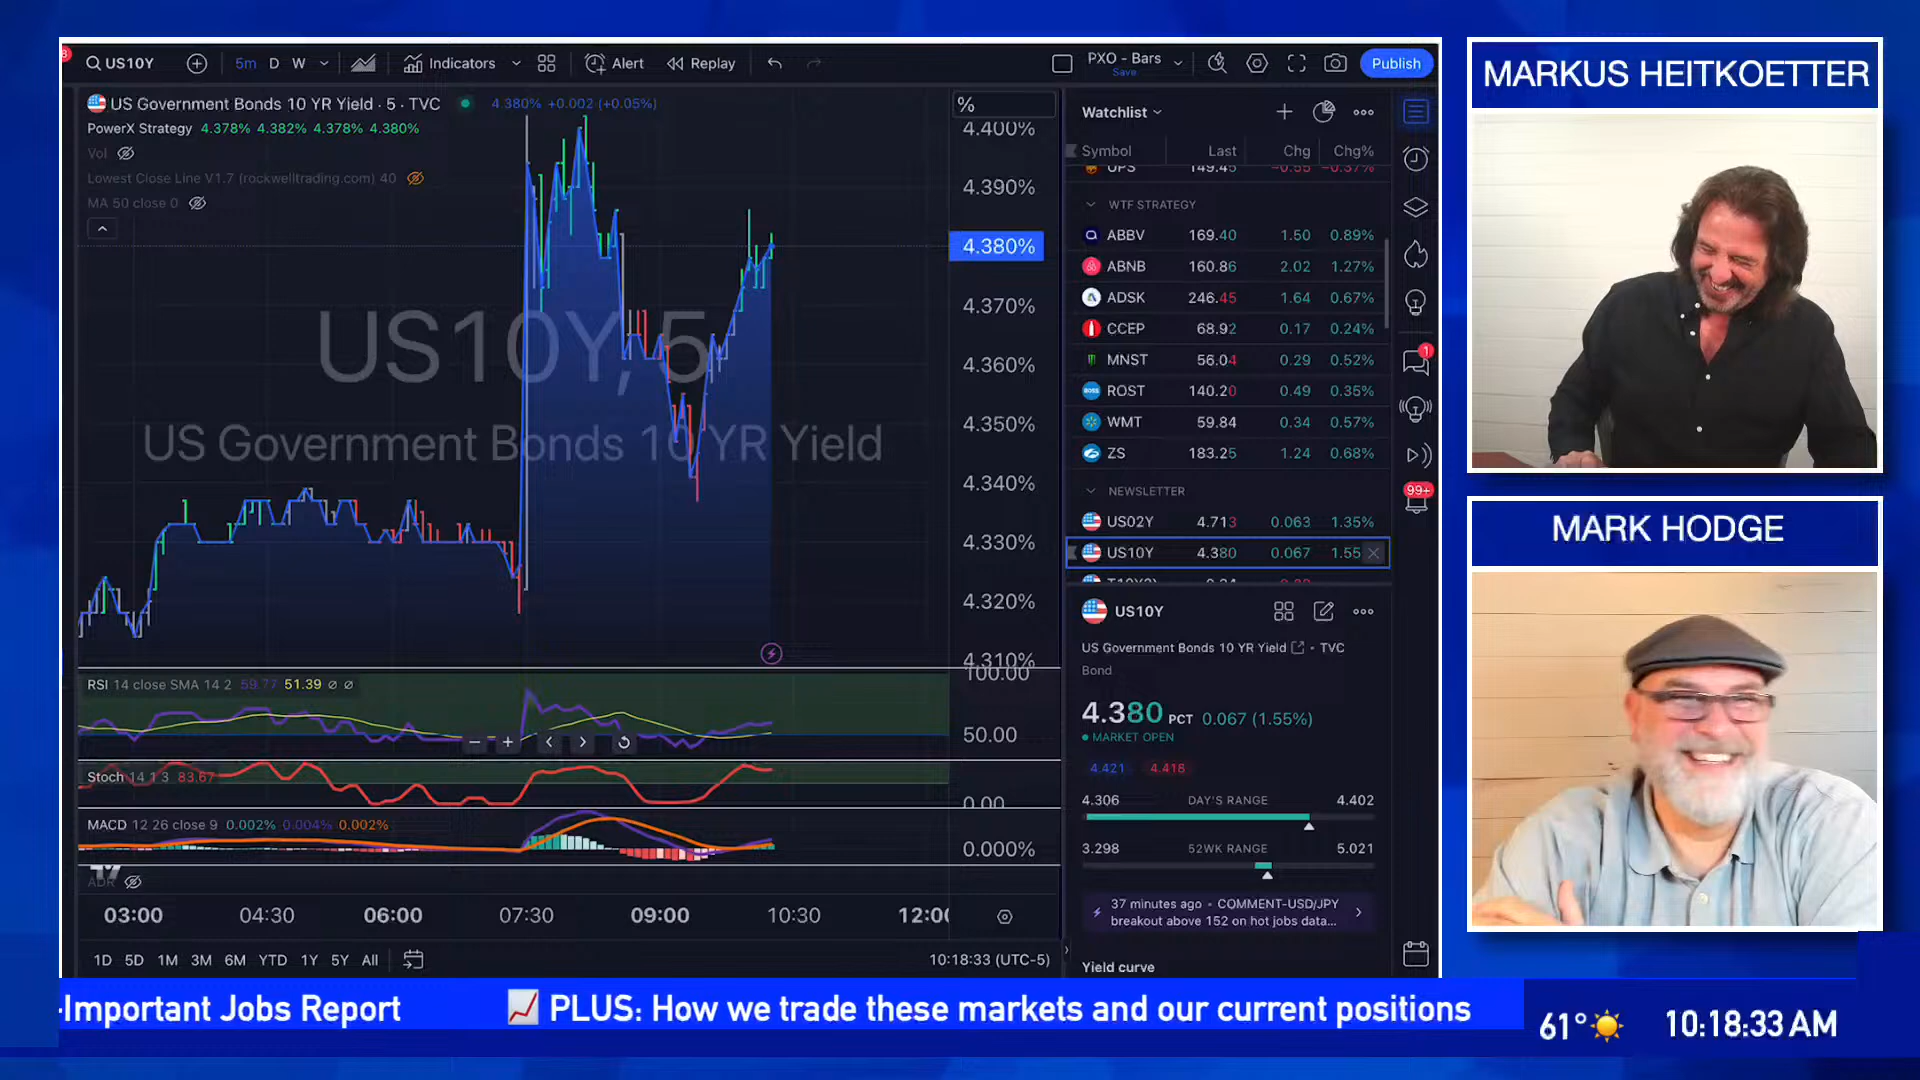 8
US10Y
5m D W
Indicators
Alert
Replay
PXO - Bars
Save
Publish
US Government Bonds 10 YR Yield · 5 · TVC
4.380% +0.002 (+0.05%)
PowerX Strategy 4.378% 4.382% 4.378% 4.380%
Vol
Lowest Close Line V1.7 (rockwelltrading.com) 40
MA 50 close 0
US10Y, 5
US Government Bonds 10 YR Yield
%
4.400%
4.390%
4.380%
4.370%
4.360%
4.350%
4.340%
4.330%
4.320%
4.310%
100.00
RSI 14 close SMA 14 2 59.77 51.39 ∅ ∅
50.00
Stoch 14 1 3 83.67
0.00
MACD 12 26 close 9 0.002% 0.004% 0.002%
0.000%
ADR
03:00 04:30 06:00 07:30 09:00 10:30 12:00
1D 5D 1M 3M 6M YTD 1Y 5Y All
10:18:33 (UTC-5)
Watchlist
Symbol Last Chg Chg%
UPS 149.45 −0.55 −0.37%
WTF STRATEGY
ABBV 169.40 1.50 0.89%
ABNB 160.86 2.02 1.27%
ADSK 246.45 1.64 0.67%
CCEP 68.92 0.17 0.24%
MNST 56.04 0.29 0.52%
ROST 140.20 0.49 0.35%
WMT 59.84 0.34 0.57%
ZS 183.25 1.24 0.68%
NEWSLETTER
US02Y 4.713 0.063 1.35%
US10Y 4.380 0.067 1.55
US10Y
US Government Bonds 10 YR Yield • TVC
Bond
4.380 PCT 0.067 (1.55%)
MARKET OPEN
4.421 4.418
4.306 DAY'S RANGE 4.402
3.298 52WK RANGE 5.021
37 minutes ago • COMMENT-USD/JPY
breakout above 152 on hot jobs data...
Yield curve
1
99+
MARKUS HEITKOETTER
MARK HODGE
-Important Jobs Report
PLUS: How we trade these markets and our current positions
61°
10:18:33 AM